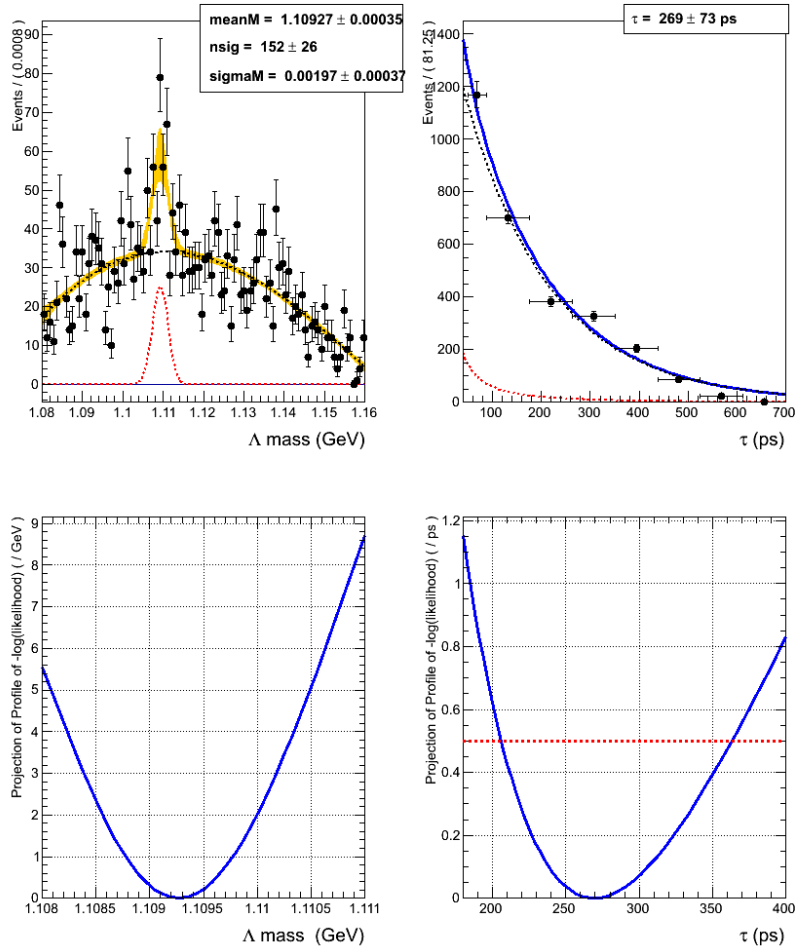 meanM = 1.10927 ± 0.00035
nsig = 152 ± 26
sigmaM = 0.00197 ± 0.00037
Events / ( 0.0008 )
90
80
70
60
50
40
30
20
10
0
1.08 1.09 1.1 1.11 1.12 1.13 1.14 1.15 1.16
Λ mass (GeV)
τ = 269 ± 73 ps
Events / ( 81.25 )
1400
1200
1000
800
600
400
200
0
100 200 300 400 500 600 700
τ (ps)
Projection of Profile of -log(likelihood) ( / GeV )
9
8
7
6
5
4
3
2
1
0
1.108 1.1085 1.109 1.1095 1.11 1.1105 1.111
Λ mass (GeV)
Projection of Profile of -log(likelihood) ( / ps )
1.2
1
0.8
0.6
0.4
0.2
0
200 250 300 350 400
τ (ps)